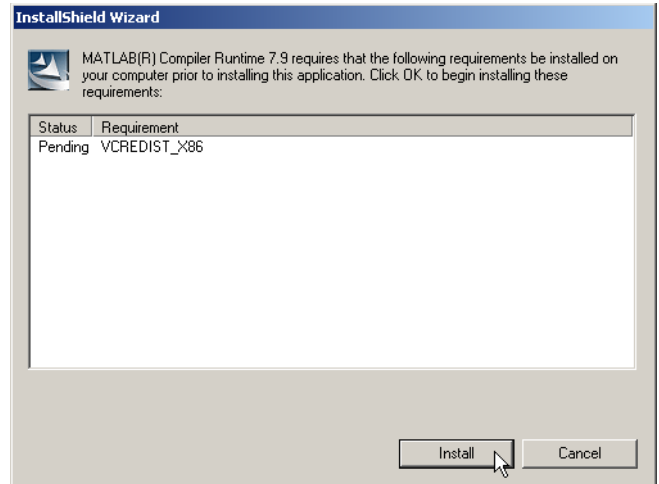 InstallShield Wizard
MATLAB(R) Compiler Runtime 7.9 requires that the following requirements be installed on
your computer prior to installing this application. Click OK to begin installing these
requirements:
Status Requirement
Pending VCREDIST_X86
Install Cancel